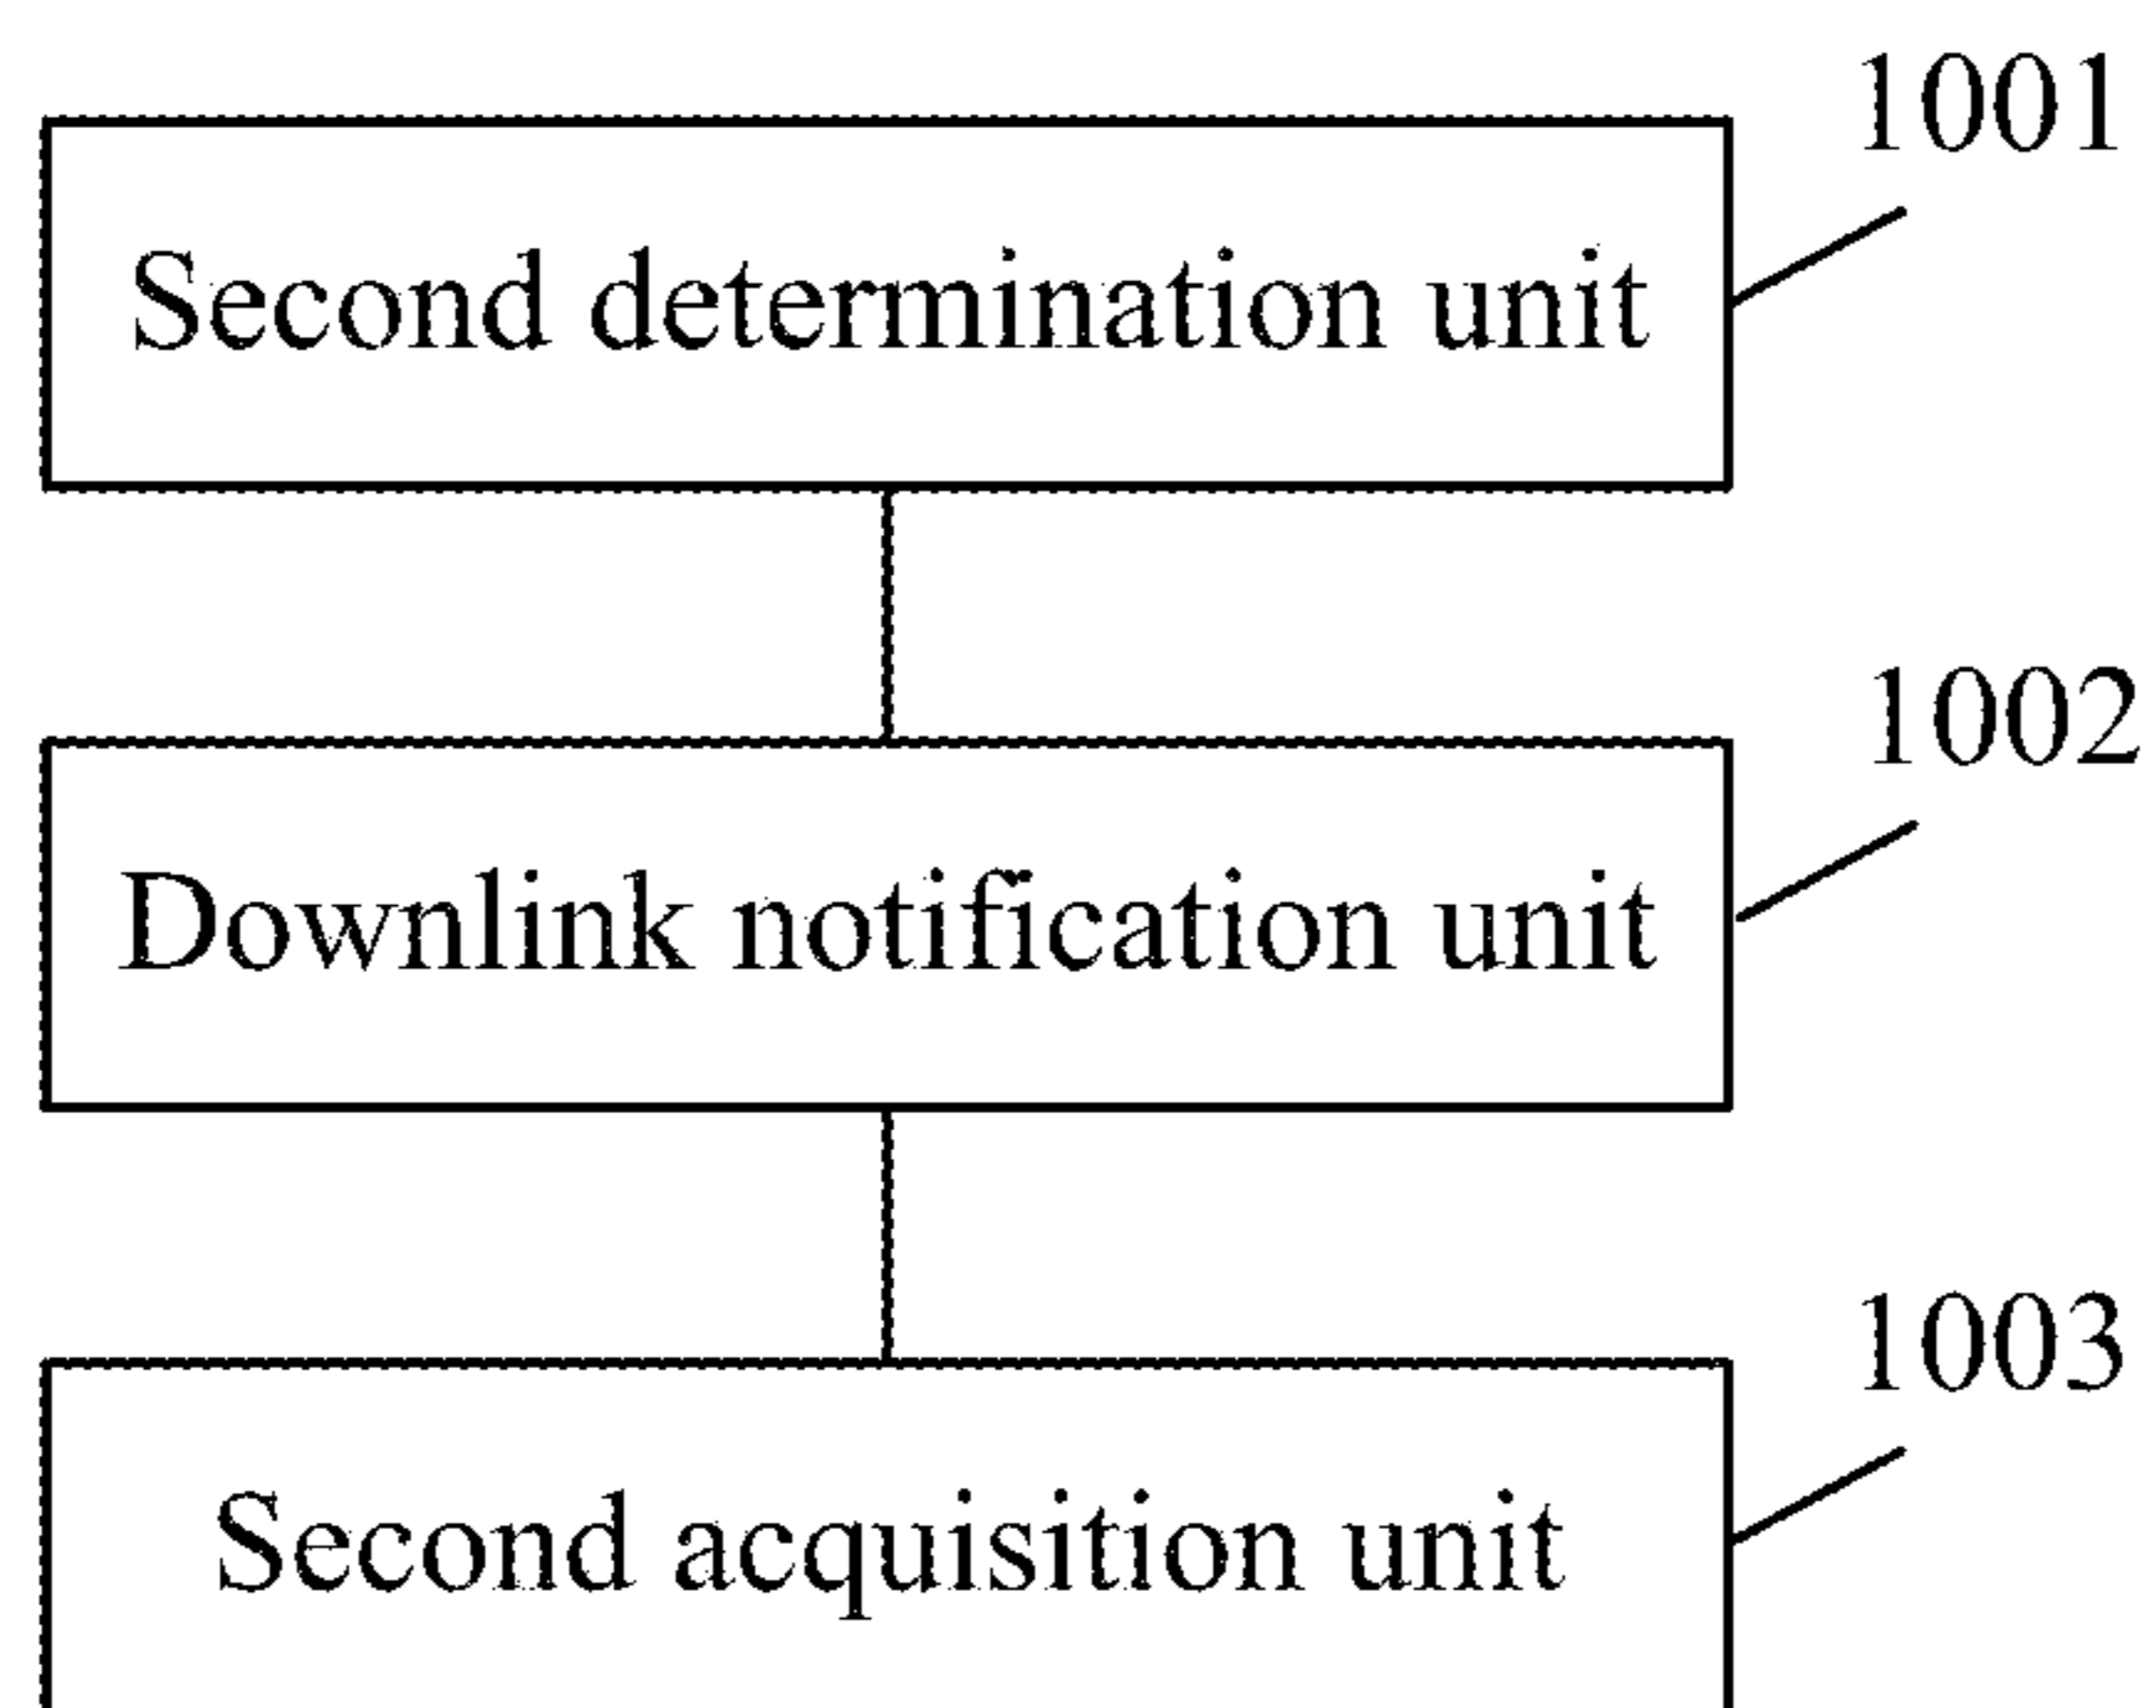 1001
Second determination unit
1002
Downlink notification unit
1003
Second acquisition unit